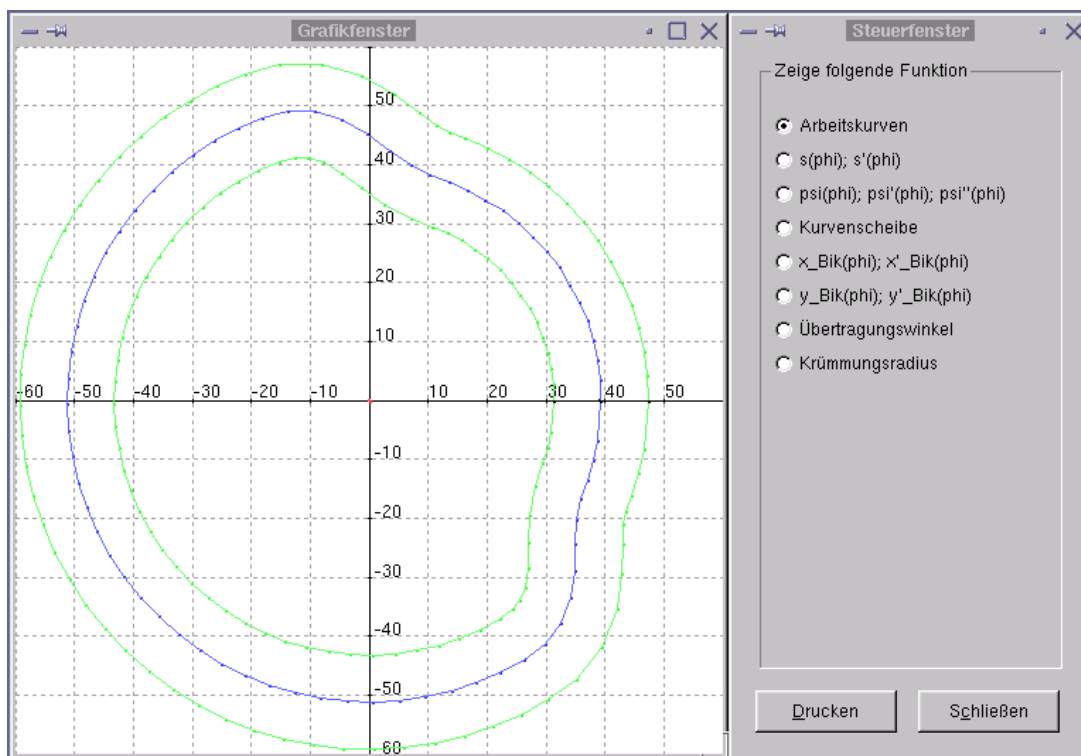 Grafikfenster
50
40
30
20
10
-60 -50 -40 -30 -20 -10 10 20 30 40 50
-10
-20
-30
-40
-50
-60
Steuerfenster
Zeige folgende Funktion
Arbeitskurven
s(phi); s'(phi)
psi(phi); psi'(phi); psi''(phi)
Kurvenscheibe
x_Bik(phi); x'_Bik(phi)
y_Bik(phi); y'_Bik(phi)
Übertragungswinkel
Krümmungsradius
Drucken Schließen